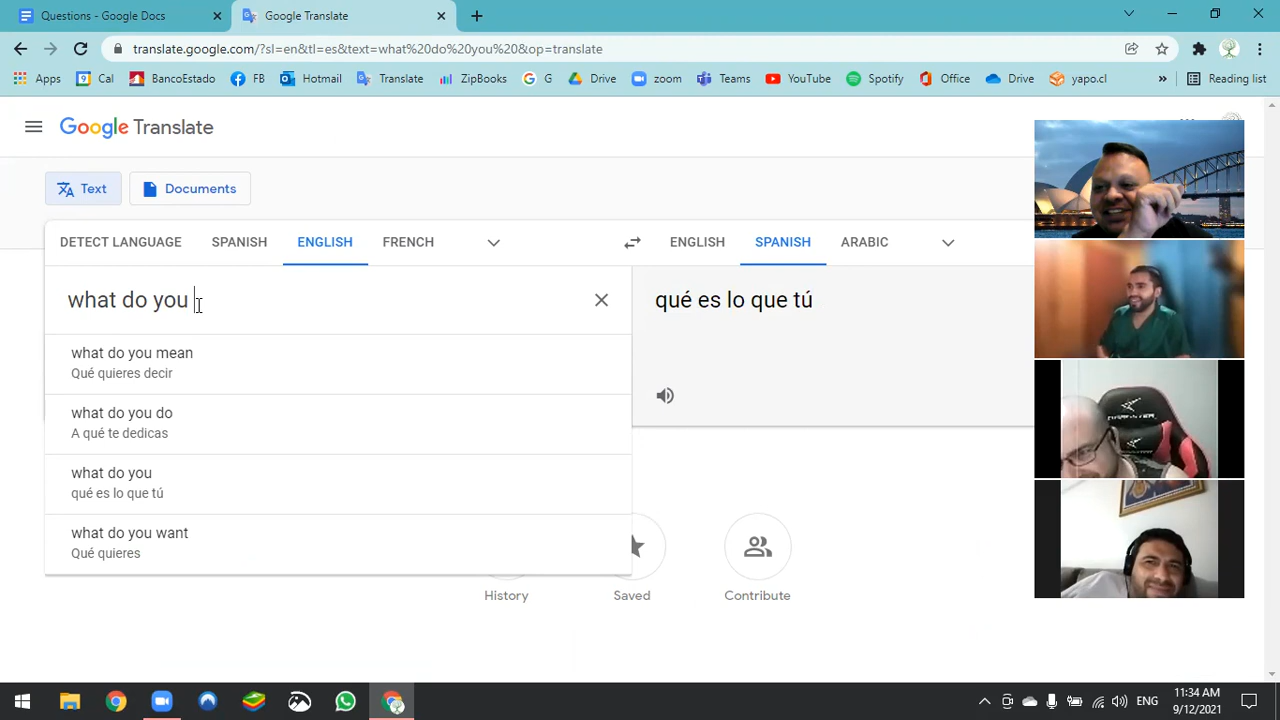 Questions - Google Docs
Google Translate
translate.google.com/?sl=en&tl=es&text=what%20do%20you%20&op=translate
Apps
Cal
BancoEstado
FB
Hotmail
Translate
ZipBooks
G
Drive
zoom
Teams
YouTube
Spotify
Office
Drive
yapo.cl
»
Reading list
Google Translate
Text
Documents
DETECT LANGUAGE
SPANISH
ENGLISH
FRENCH
ENGLISH
SPANISH
ARABIC
what do you
qué es lo que tú
what do you mean
Qué quieres decir
what do you do
A qué te dedicas
what do you
qué es lo que tú
what do you want
Qué quieres
History
Saved
Contribute
ENG
11:34 AM
9/12/2021